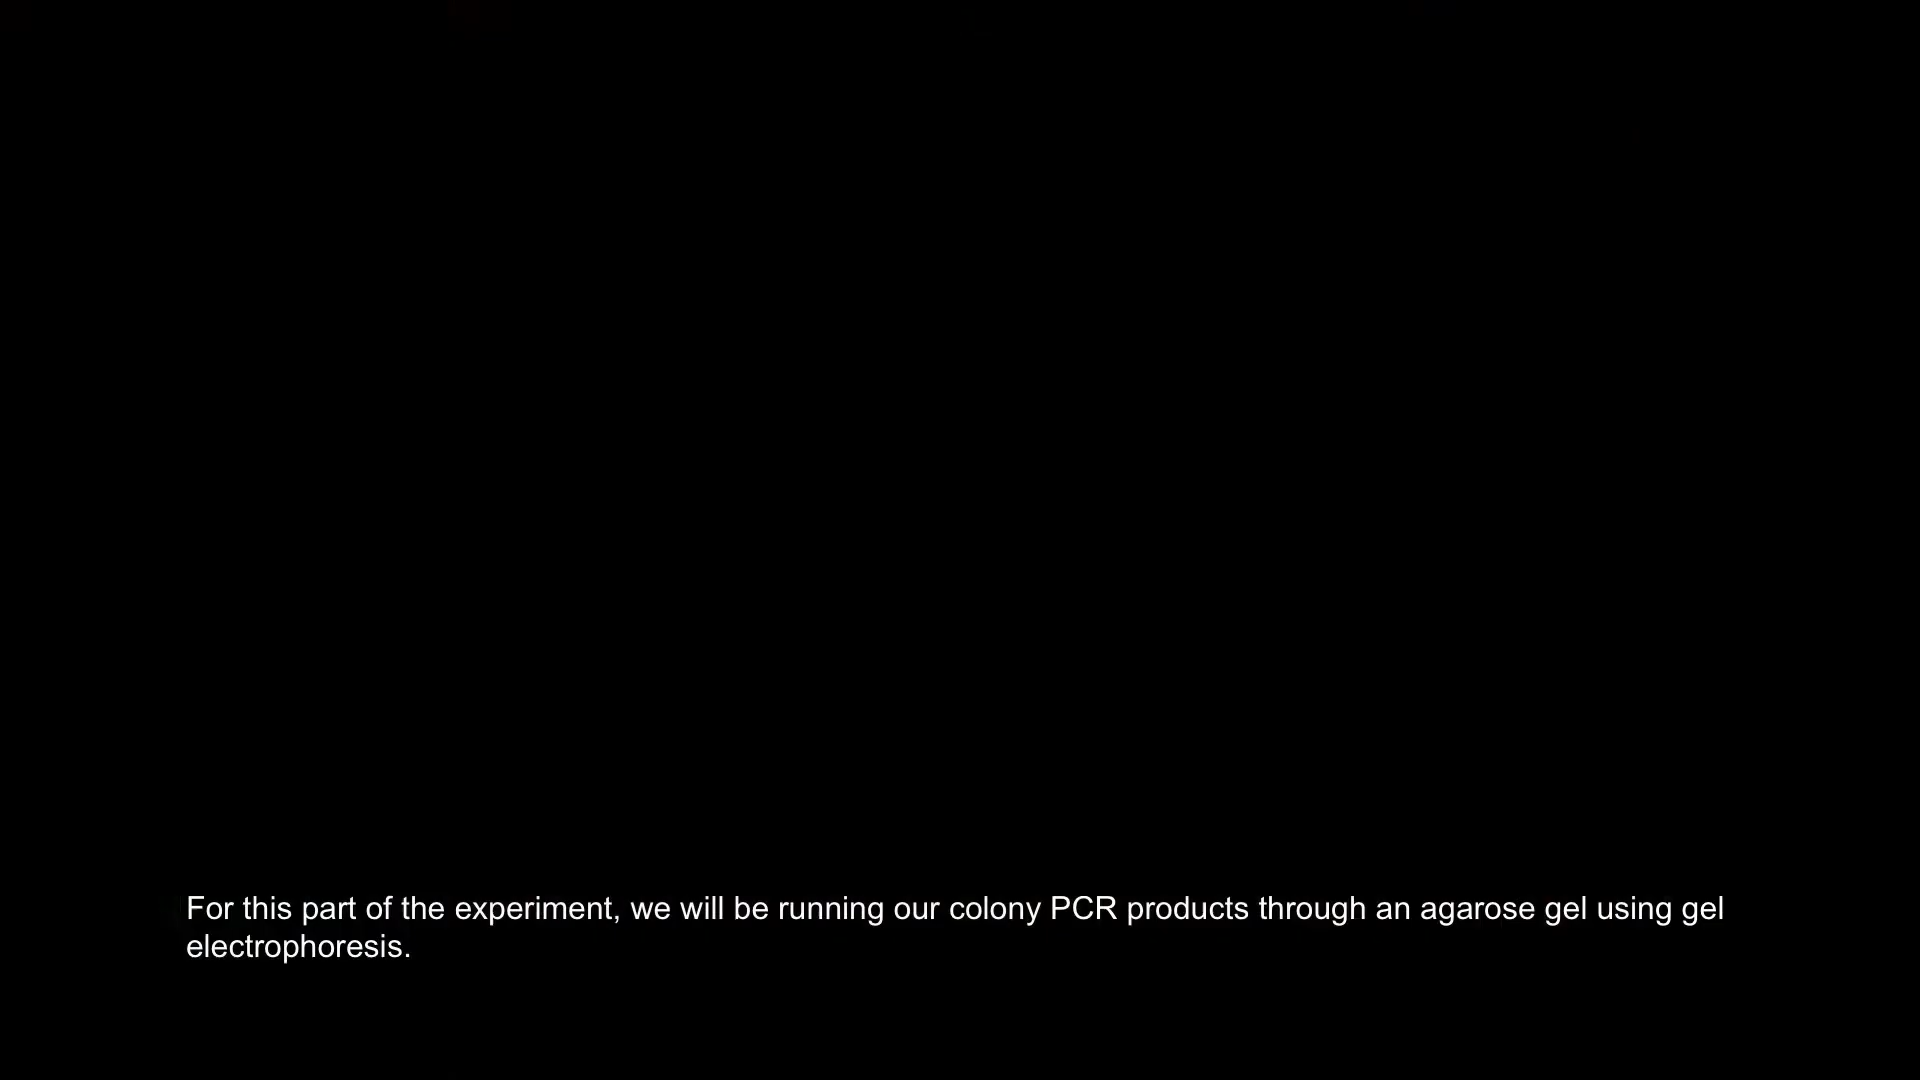 For this part of the experiment, we will be running our colony PCR products through an agarose gel using gel
electrophoresis.